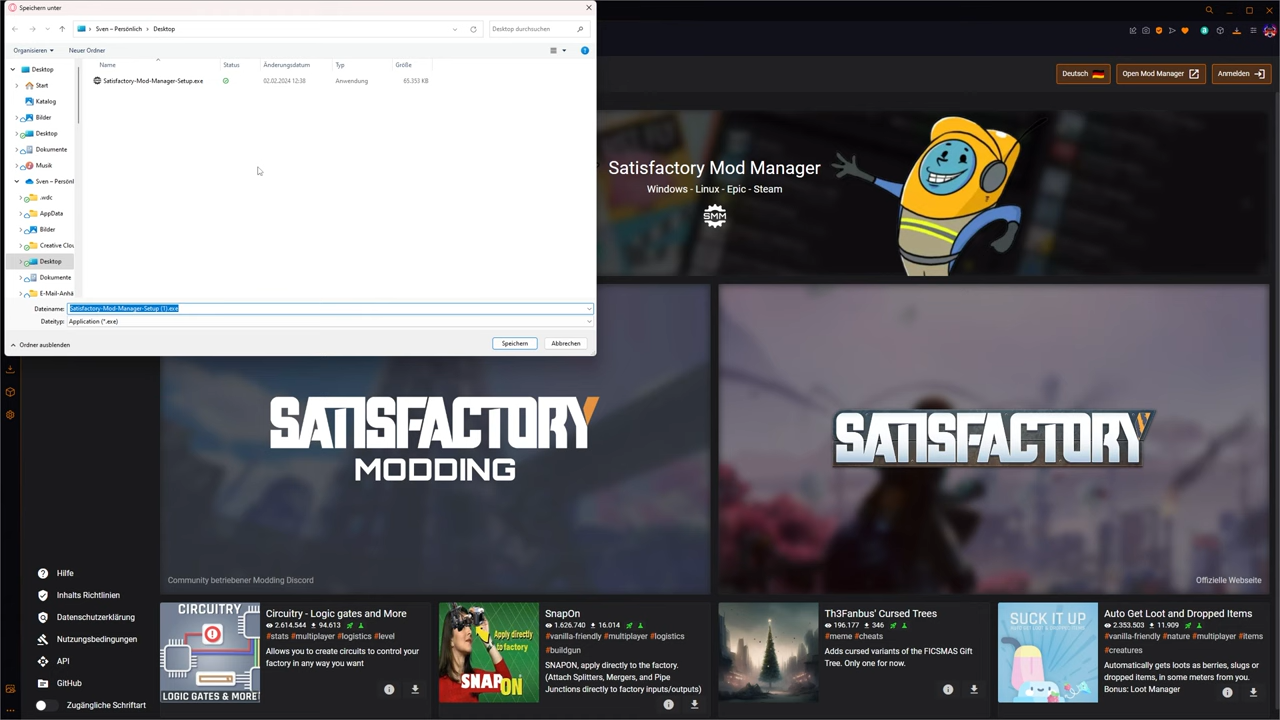 Speichern unter
Sven – Persönlich
Desktop
Desktop durchsuchen
Organisieren
Neuer Ordner
Name
Status
Änderungsdatum
Typ
Größe
Satisfactory-Mod-Manager-Setup.exe
02.02.2024 12:38
Anwendung
65.353 KB
Desktop
Start
Katalog
Bilder
Desktop
Dokumente
Musik
Sven – Persönl
.wdc
AppData
Bilder
Creative Clou
Desktop
Dokumente
E-Mail-Anhä
Dateiname:
Satisfactory-Mod-Manager-Setup (1).exe
Dateityp:
Application (*.exe)
Ordner ausblenden
Speichern
Abbrechen
Deutsch
Open Mod Manager
Anmelden
Satisfactory Mod Manager
Windows - Linux - Epic - Steam
SMM
SATISFACTORY
MODDING
Community betriebener Modding Discord
SATISFACTORY
Offizielle Webseite
Hilfe
Inhalts Richtlinien
Datenschutzerklärung
Nutzungsbedingungen
API
GitHub
Zugängliche Schriftart
CIRCUITRY
LOGIC GATES & MORE
Circuitry - Logic gates and More
2.614.544 94.613
#stats #multiplayer #logistics #level
Allows you to create circuits to control your
factory in any way you want
Apply directly
to factory
SNAPON
SnapOn
1.626.740 16.014
#vanilla-friendly #multiplayer #logistics
#buildgun
SNAPON, apply directly to the factory.
(Attach Splitters, Mergers, and Pipe
Junctions directly to factory inputs/outputs)
Th3Fanbus' Cursed Trees
196.177 346
#meme #cheats
Adds cursed variants of the FICSMAS Gift
Tree. Only one for now.
SUCK IT UP
Auto Get Loot and Dropped Items
2.353.503 11.909
#vanilla-friendly #nature #multiplayer #items
#creatures
Automatically gets loots as berries, slugs or
dropped items, in some meters from you.
Bonus: Loot Manager